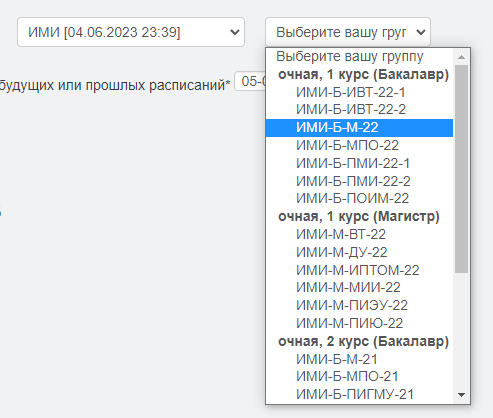 ИМИ [04.06.2023 23:39]
Выберите вашу груг
будущих или прошлых расписаний*
05-0
Выберите вашу группу
очная, 1 курс (Бакалавр)
ИМИ-Б-ИВТ-22-1
ИМИ-Б-ИВТ-22-2
ИМИ-Б-М-22
ИМИ-Б-МПО-22
ИМИ-Б-ПМИ-22-1
ИМИ-Б-ПМИ-22-2
ИМИ-Б-ПОИМ-22
очная, 1 курс (Магистр)
ИМИ-М-ВТ-22
ИМИ-М-ДУ-22
ИМИ-М-ИПТОМ-22
ИМИ-М-МИИ-22
ИМИ-М-ПИЭУ-22
ИМИ-М-ПИЮ-22
очная, 2 курс (Бакалавр)
ИМИ-Б-М-21
ИМИ-Б-МПО-21
ИМИ-Б-ПИГМУ-21